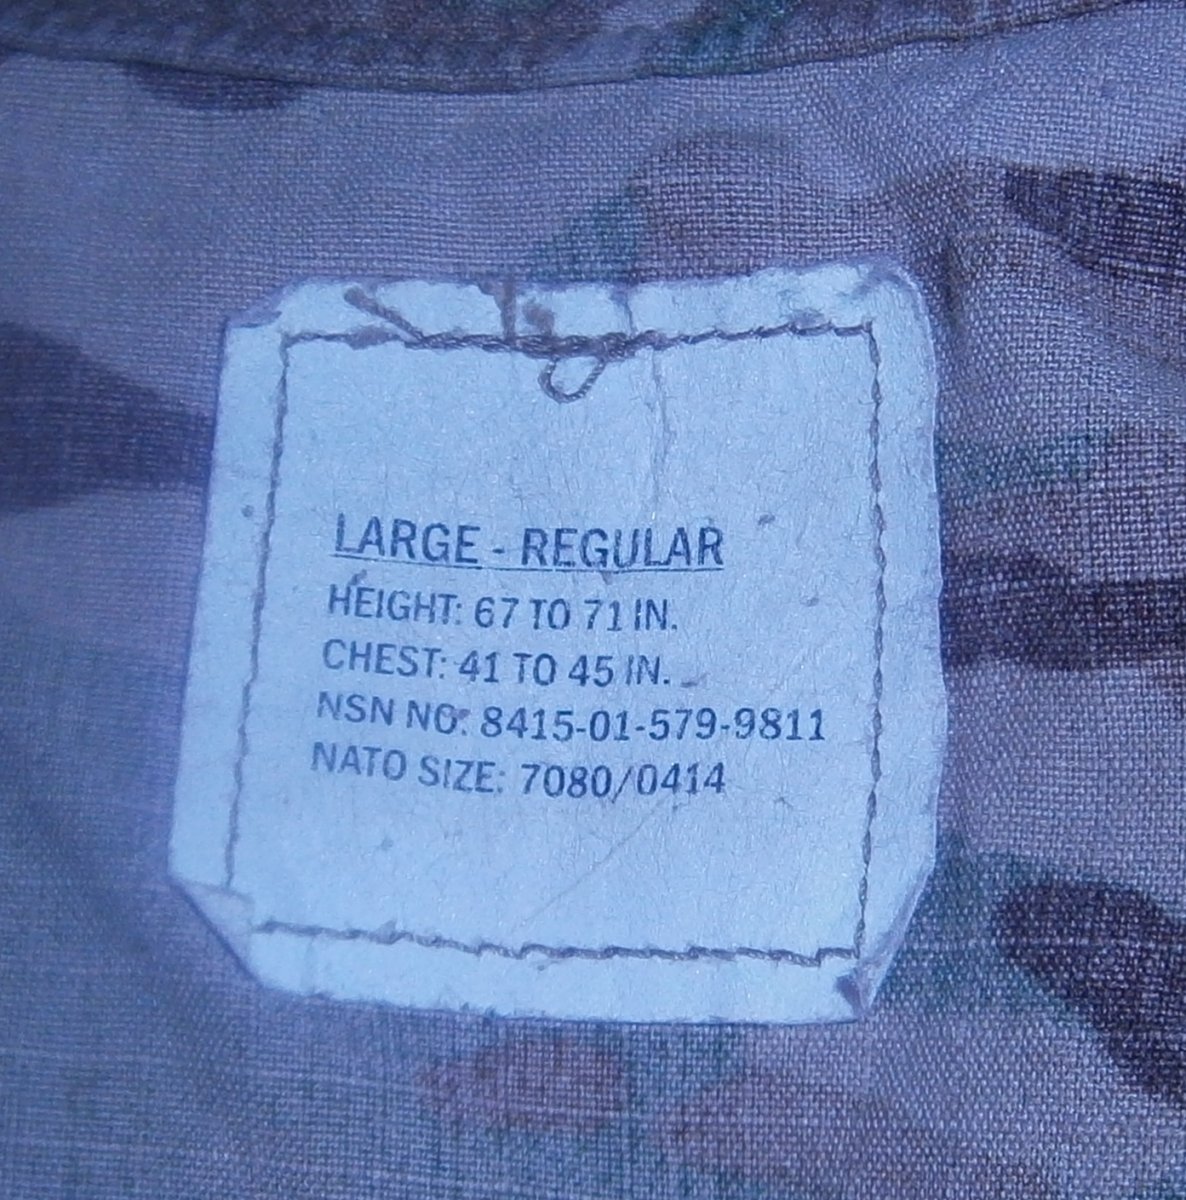 LARGE - REGULAR
HEIGHT: 67 TO 71 IN.
CHEST: 41 TO 45 IN.
NSN NO: 8415-01-579-9811
NATO SIZE: 7080/0414